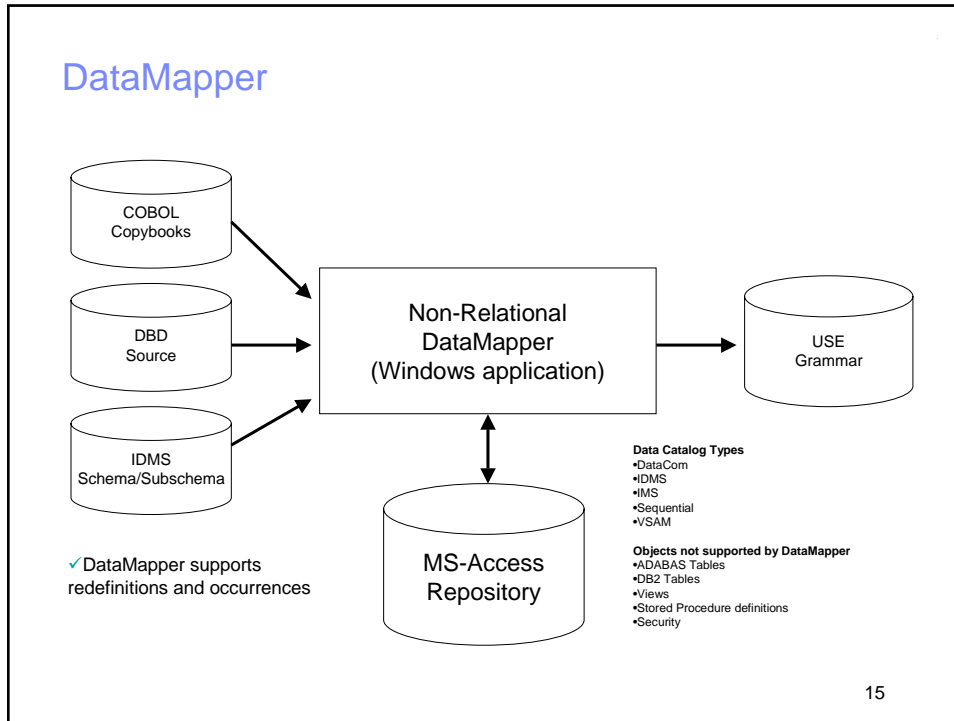 DataMapper
COBOL
Copybooks
DBD
Source
IDMS
Schema/Subschema
Non-Relational
DataMapper
(Windows application)
USE
Grammar
MS-Access
Repository
✓DataMapper supports
redefinitions and occurrences
Data Catalog Types
•DataCom
•IDMS
•IMS
•Sequential
•VSAM
Objects not supported by DataMapper
•ADABAS Tables
•DB2 Tables
•Views
•Stored Procedure definitions
•Security
15